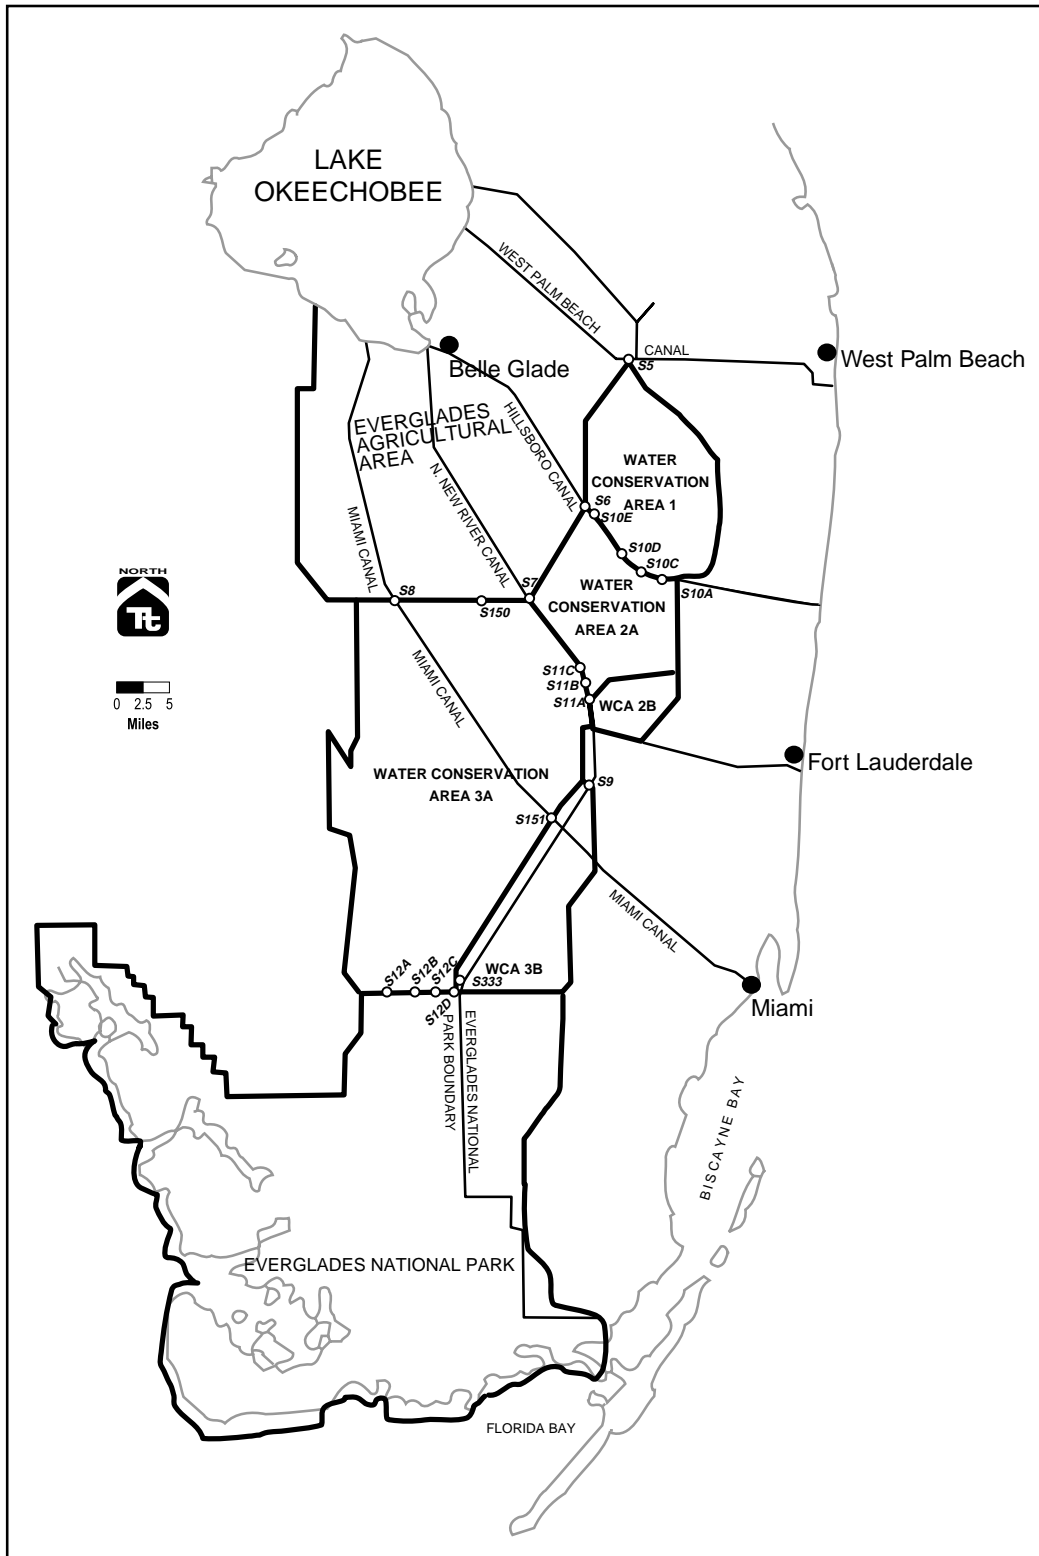 LAKE
OKEECHOBEE
WEST PALM BEACH
CANAL
S5
West Palm Beach
Belle Glade
EVERGLADES
AGRICULTURAL
AREA
HILLSBORO CANAL
N. NEW RIVER CANAL
MIAMI CANAL
WATER
CONSERVATION
AREA 1
S6
S10E
S10D
S10C
S10A
S7
S8
S150
WATER
CONSERVATION
AREA 2A
NORTH
Tt
0 2.5 5
Miles
MIAMI CANAL
S11C
S11B
S11A
WCA 2B
Fort Lauderdale
WATER CONSERVATION
AREA 3A
S9
S151
MIAMI CANAL
WCA 3B
S12A
S12B
S12C
S12D
S333
Miami
EVERGLADES NATIONAL
PARK BOUNDARY
BISCAYNE BAY
EVERGLADES NATIONAL PARK
FLORIDA BAY